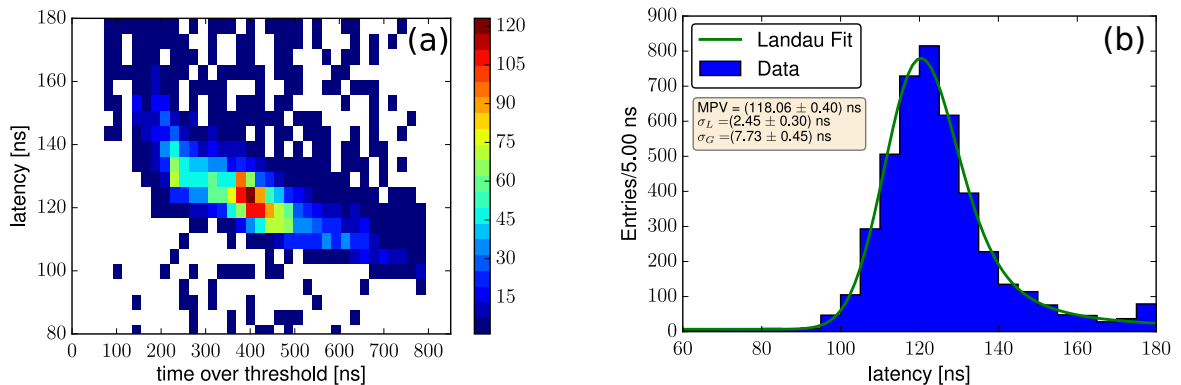 (a)
latency [ns]
180
160
140
120
100
80
0 100 200 300 400 500 600 700 800
time over threshold [ns]
120
105
90
75
60
45
30
15
(b)
Landau Fit
Data
MPV = (118.06 ± 0.40) ns
σL =(2.45 ± 0.30) ns
σG =(7.73 ± 0.45) ns
Entries/5.00 ns
900
800
700
600
500
400
300
200
100
0
60 80 100 120 140 160 180
latency [ns]